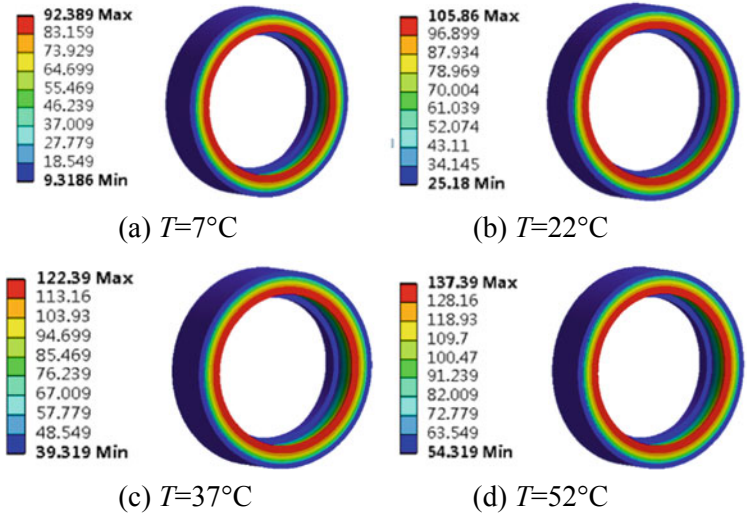 92.389 Max
83.159
73.929
64.699
55.469
46.239
37.009
27.779
18.549
9.3186 Min
(a) T=7°C
105.86 Max
96.899
87.934
78.969
70.004
61.039
52.074
43.11
34.145
25.18 Min
(b) T=22°C
122.39 Max
113.16
103.93
94.699
85.469
76.239
67.009
57.779
48.549
39.319 Min
(c) T=37°C
137.39 Max
128.16
118.93
109.7
100.47
91.239
82.009
72.779
63.549
54.319 Min
(d) T=52°C